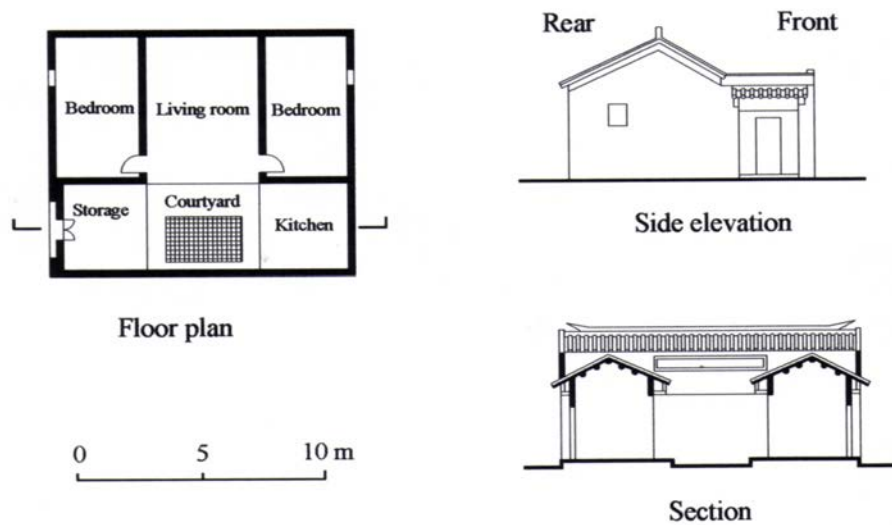 Rear
Front
Bedroom
Living room
Bedroom
Storage
Courtyard
Kitchen
Side elevation
Floor plan
0
5
10 m
Section